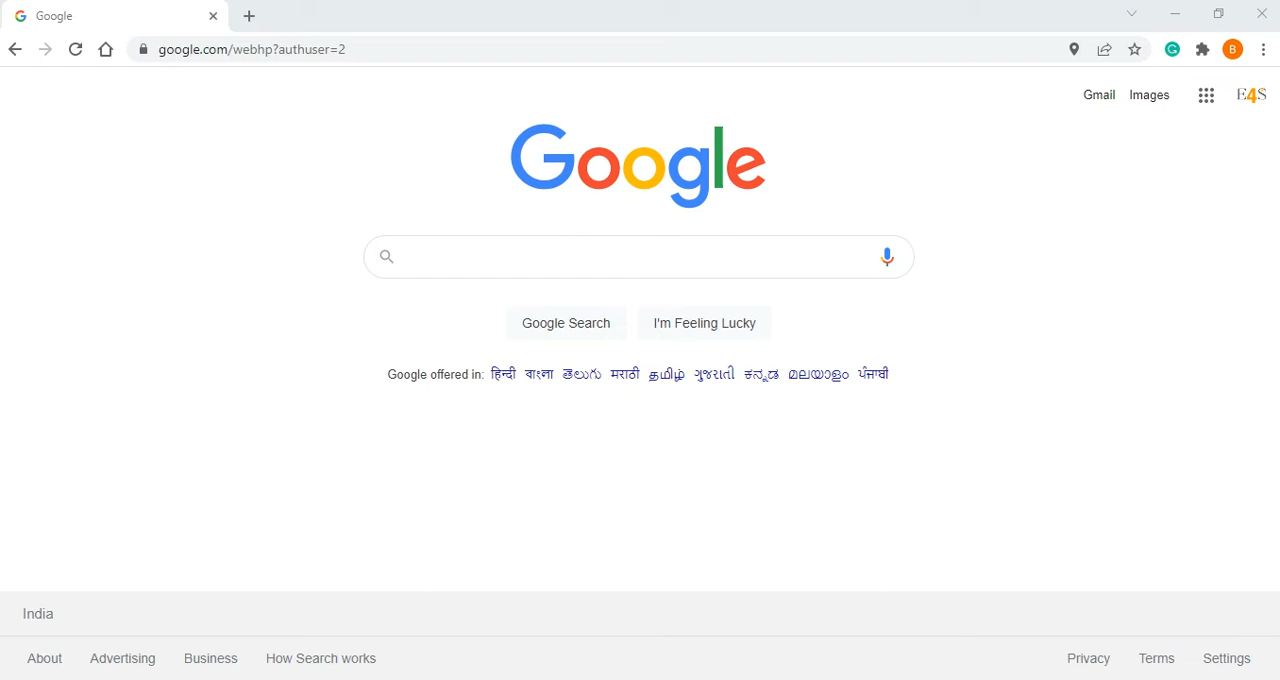 Google
google.com/webhp?authuser=2
B
Gmail Images
E4S
Google
Google Search I'm Feeling Lucky
Google offered in: हिन्दी বাংলা తెలుగు मराठी தமிழ் ગુજરાતી ಕನ್ನಡ മലയാളം ਪੰਜਾਬੀ
India
About Advertising Business How Search works Privacy Terms Settings